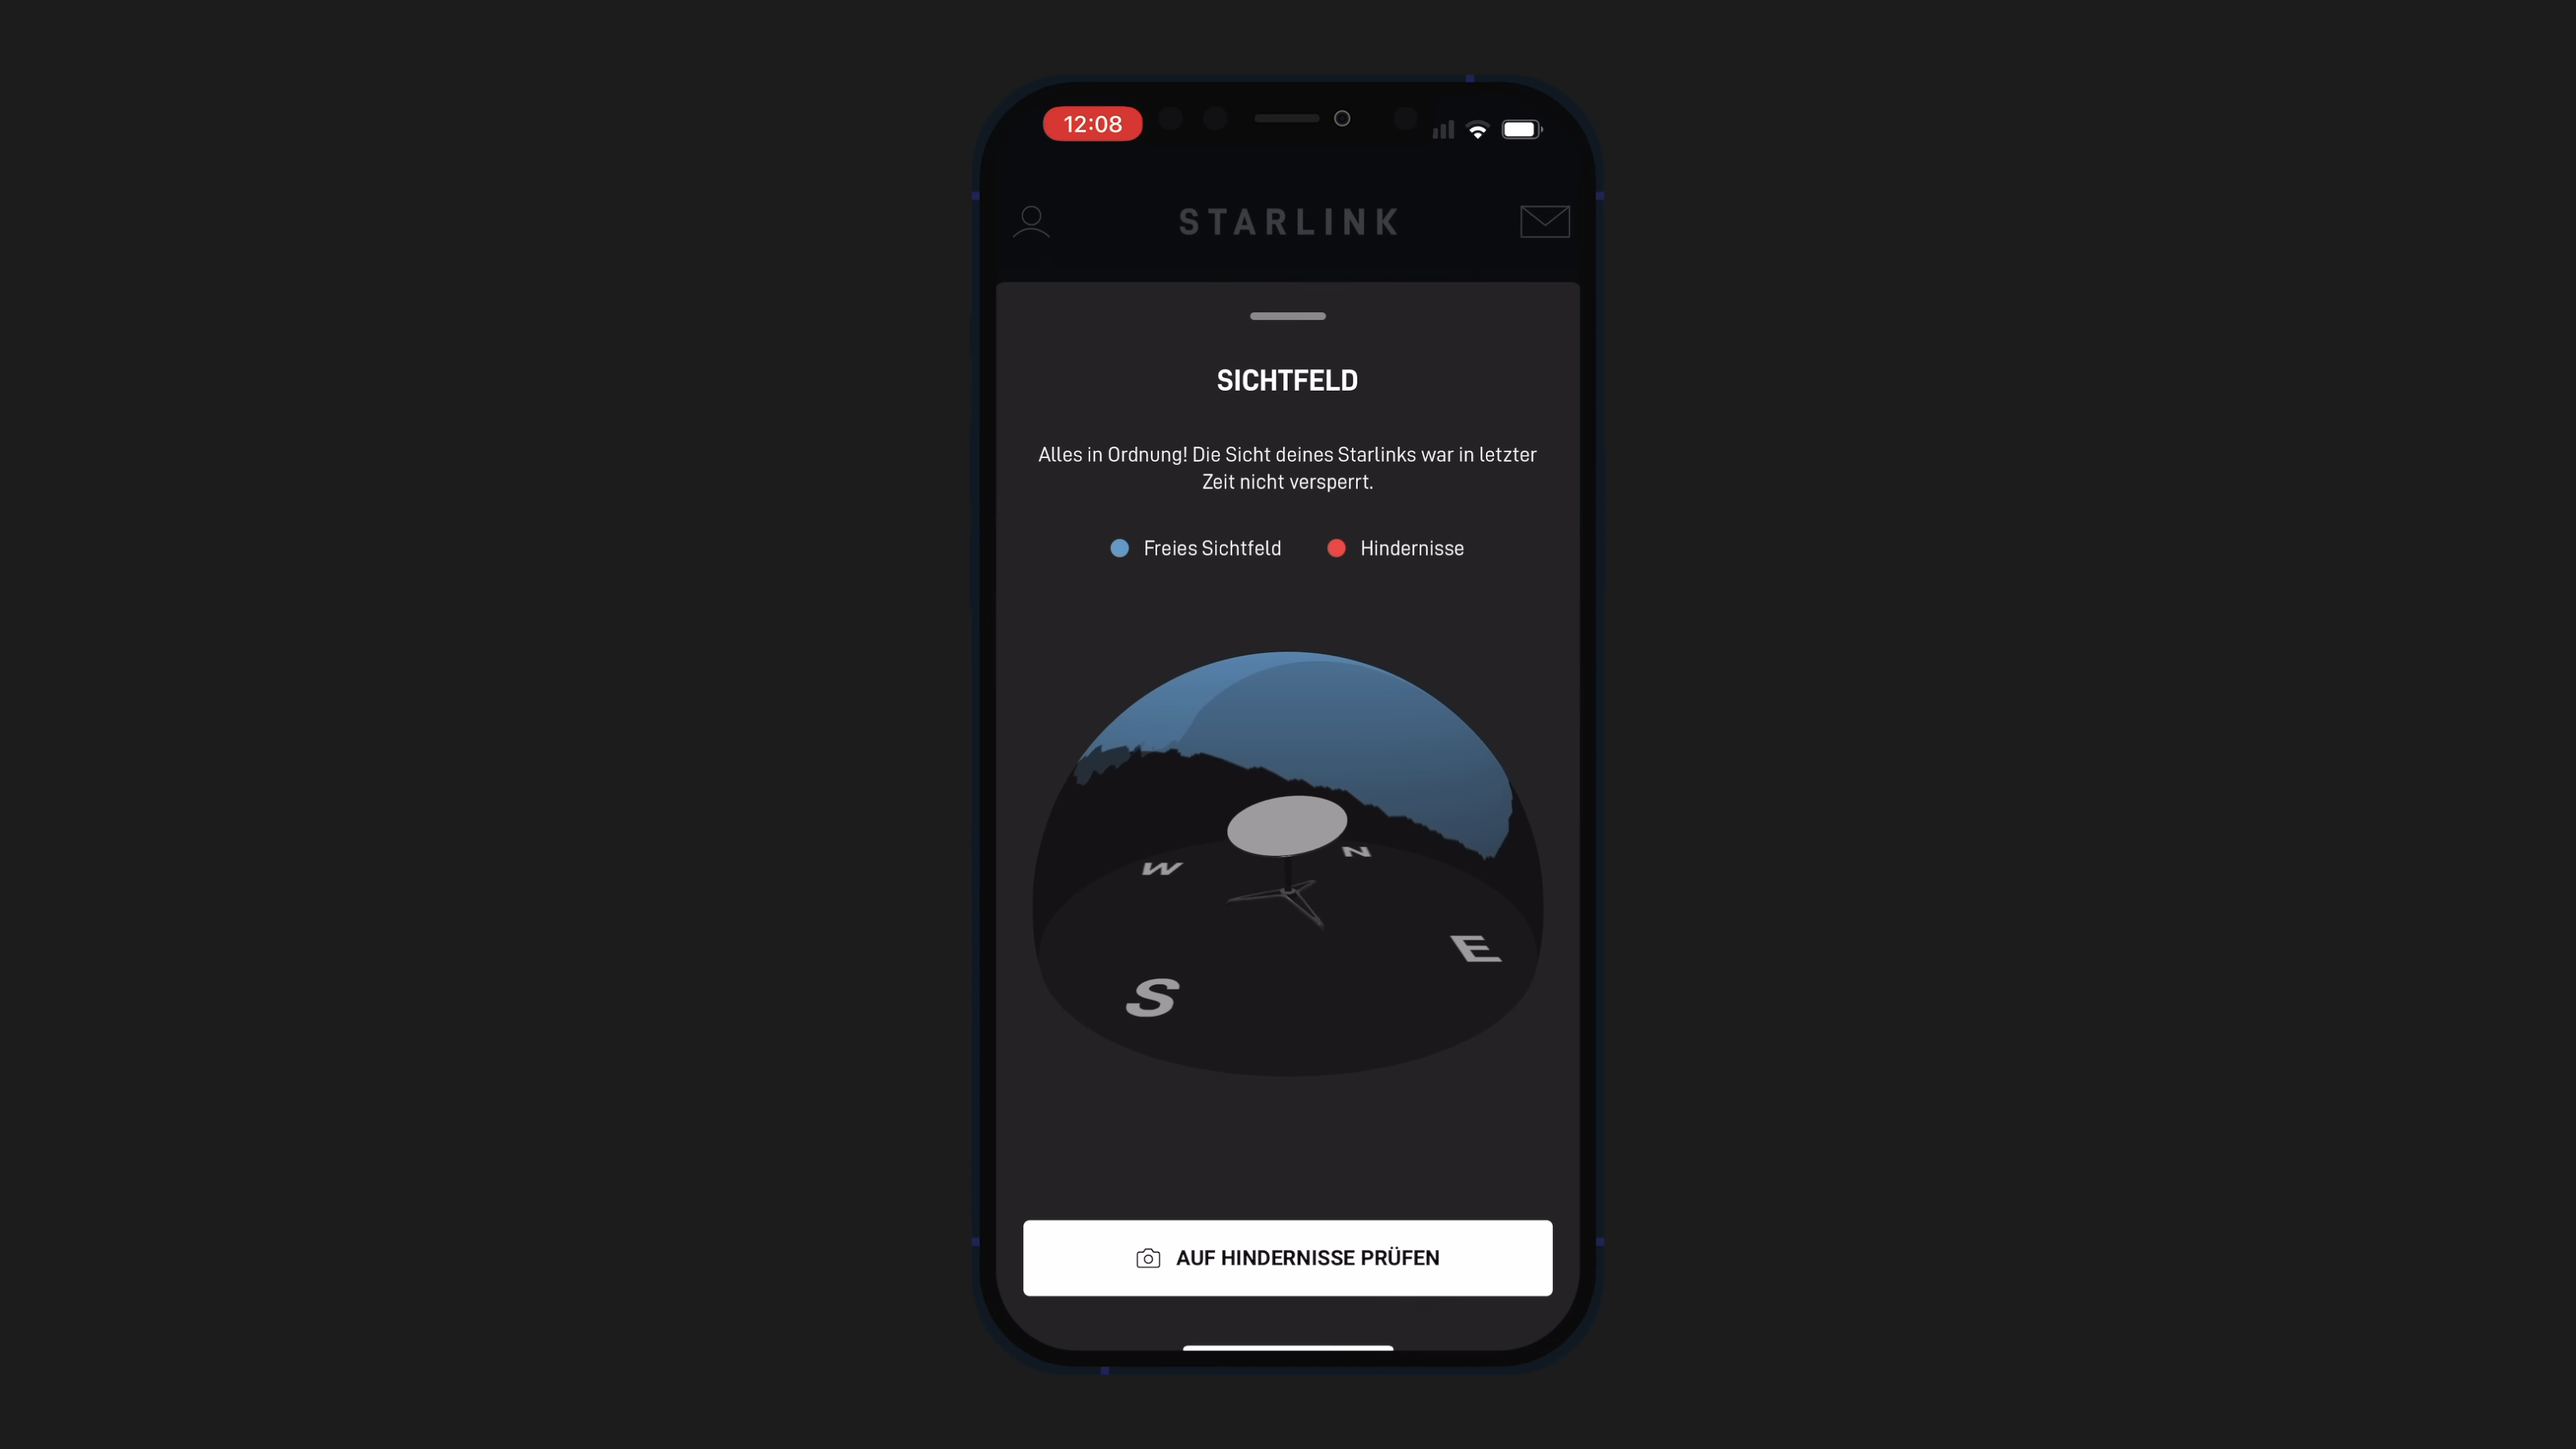 12:08
STARLINK
SICHTFELD
Alles in Ordnung! Die Sicht deines Starlinks war in letzter
Zeit nicht versperrt.
Freies Sichtfeld Hindernisse
W N
E
S
AUF HINDERNISSE PRÜFEN